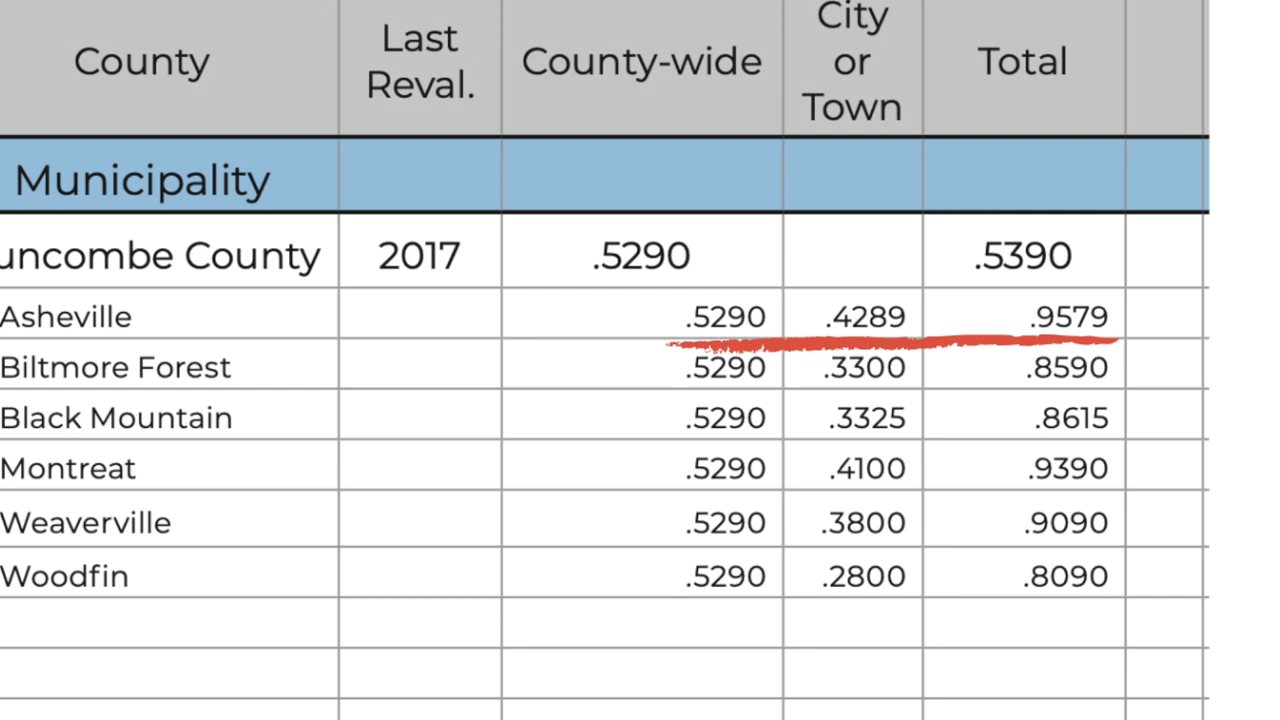 County Last Reval. County-wide City or Town Total
Municipality
uncombe County 2017 .5290 .5390
Asheville .5290 .4289 .9579
Biltmore Forest .5290 .3300 .8590
Black Mountain .5290 .3325 .8615
Montreat .5290 .4100 .9390
Weaverville .5290 .3800 .9090
Woodfin .5290 .2800 .8090